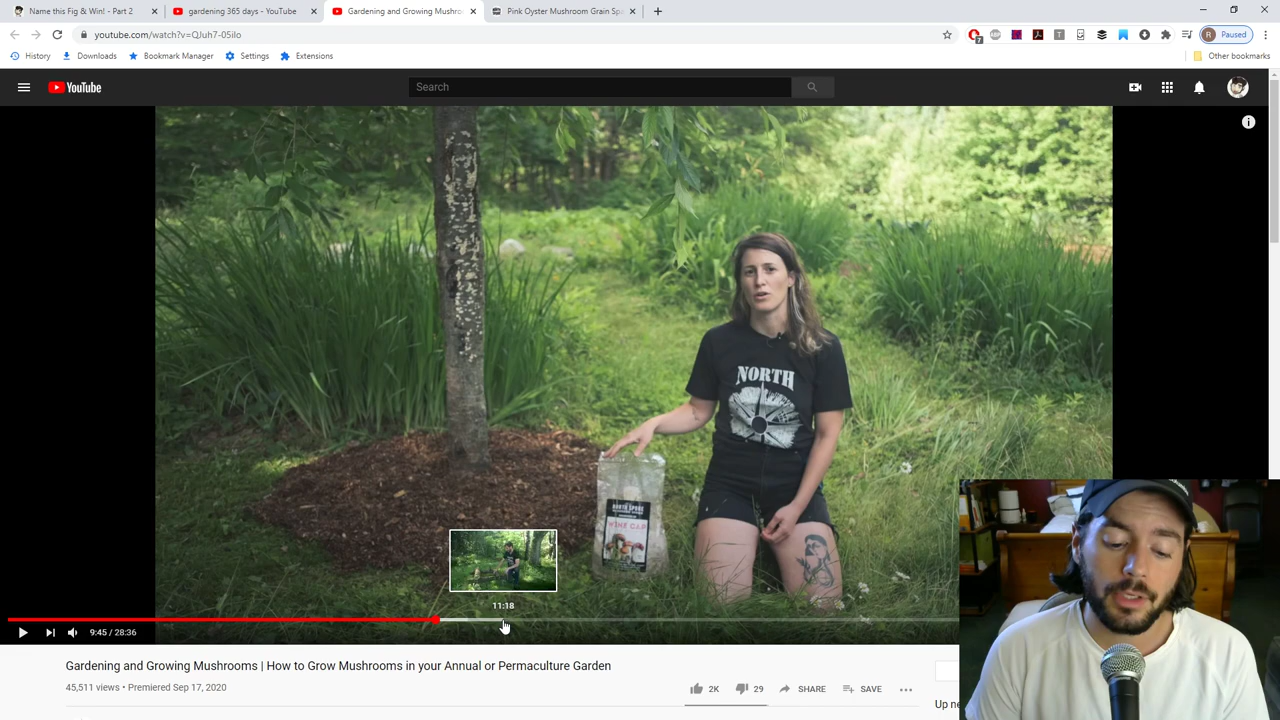 Name this Fig & Win! - Part 2
gardening 365 days - YouTube
Gardening and Growing Mushro
Pink Oyster Mushroom Grain Spa
youtube.com/watch?v=QJuh7-05ilo
7
R
Paused
History
Downloads
Bookmark Manager
Settings
Extensions
Other bookmarks
YouTube
Search
NORTH
NORTH SPORE
WINE CAP
11:18
9:45 / 28:36
Gardening and Growing Mushrooms | How to Grow Mushrooms in your Annual or Permaculture Garden
45,511 views • Premiered Sep 17, 2020
2K
29
SHARE
SAVE
Up ne